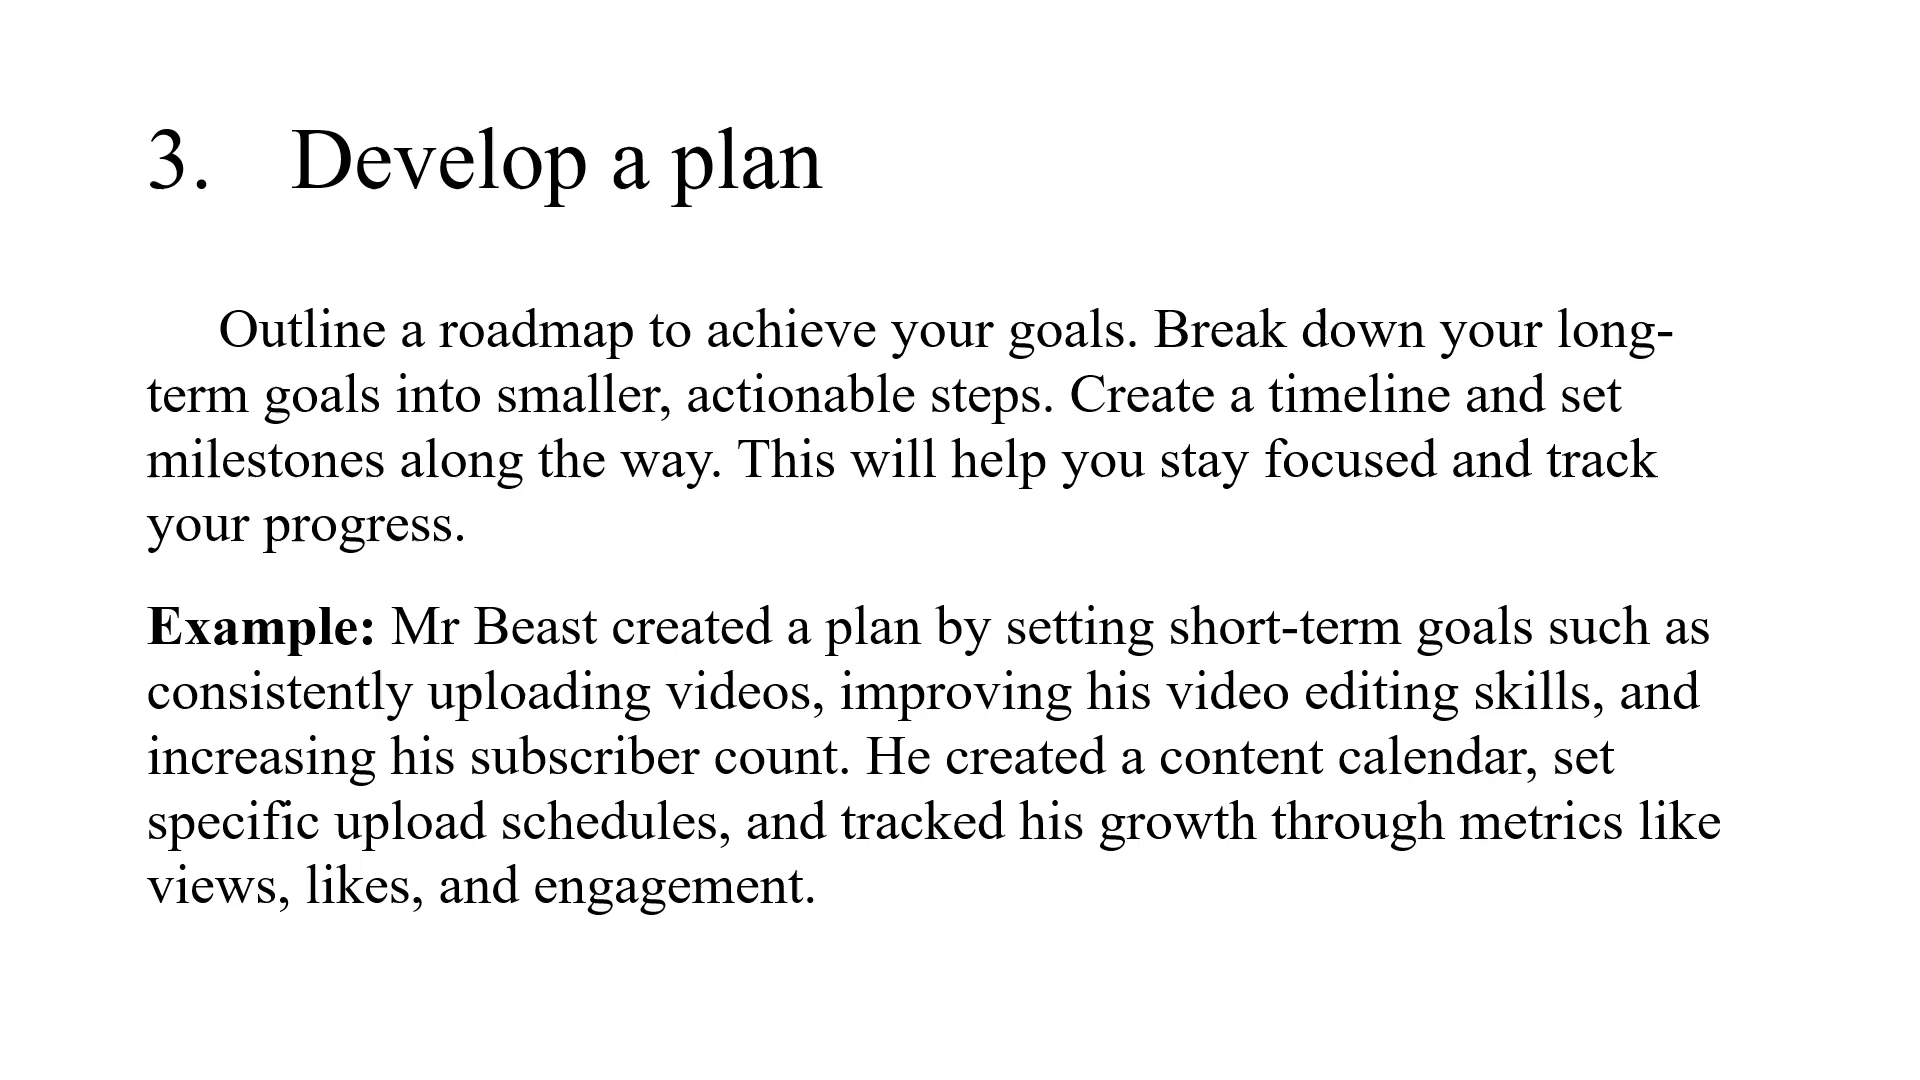 3. Develop a plan
Outline a roadmap to achieve your goals. Break down your long-
term goals into smaller, actionable steps. Create a timeline and set
milestones along the way. This will help you stay focused and track
your progress.
Example: Mr Beast created a plan by setting short-term goals such as
consistently uploading videos, improving his video editing skills, and
increasing his subscriber count. He created a content calendar, set
specific upload schedules, and tracked his growth through metrics like
views, likes, and engagement.